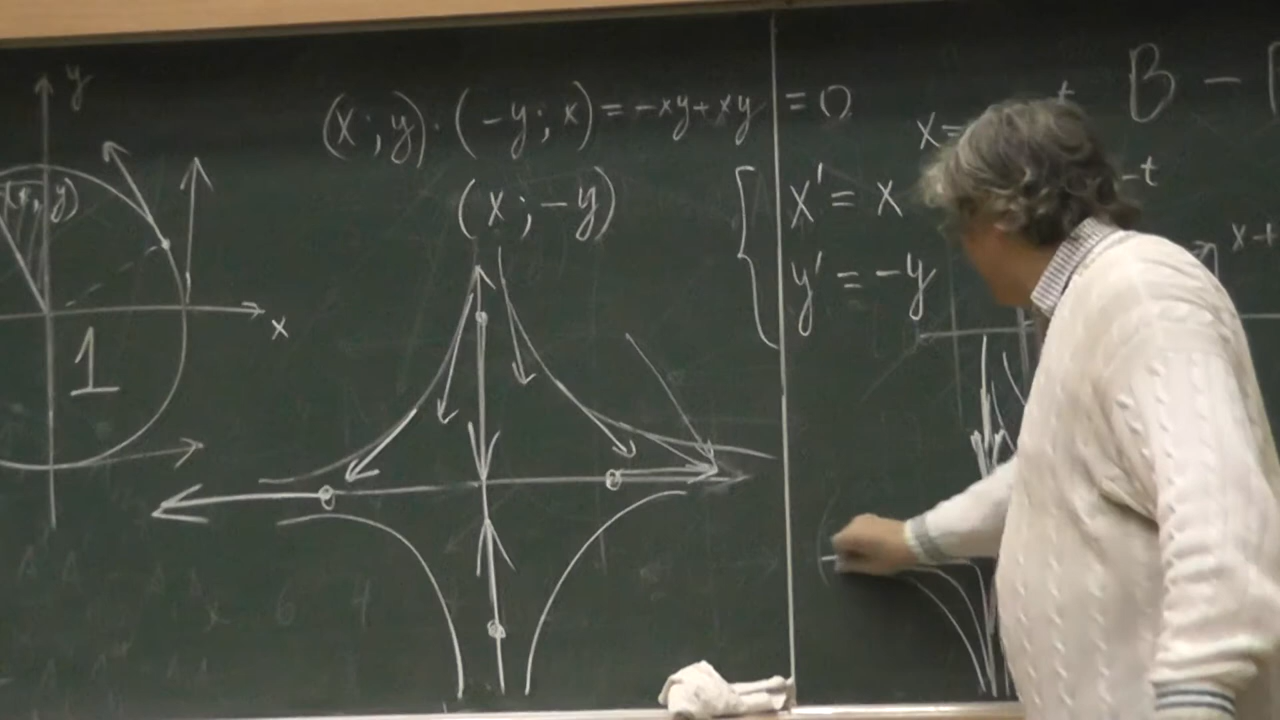 y
(x;y)·(-y;x)=-xy+xy=0
B -
x= t
(x,y)
(x;-y)
x'=x
-t
y'=-y
x+
x
1